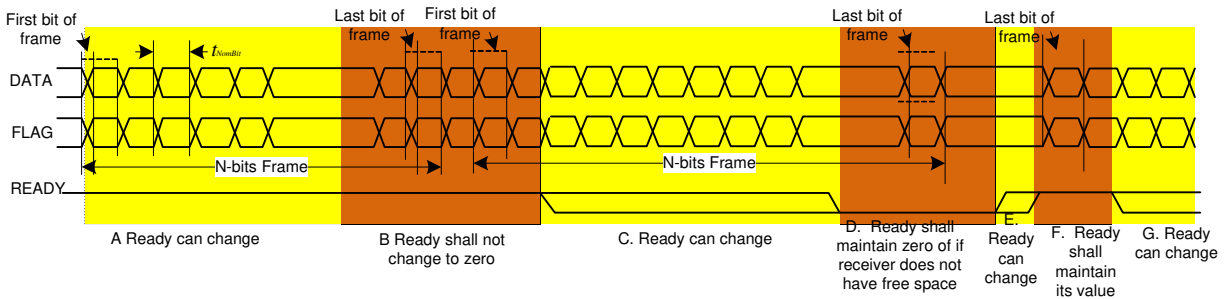 First bit of
frame
t NomBit
Last bit of
frame
First bit of
frame
Last bit of
frame
Last bit of
frame
DATA
FLAG
N-bits Frame
N-bits Frame
READY
A Ready can change
B Ready shall not
change to zero
C. Ready can change
D. Ready shall
maintain zero of if
receiver does not
have free space
E.
Ready
can
change
F. Ready
shall
maintain
its value
G. Ready
can change